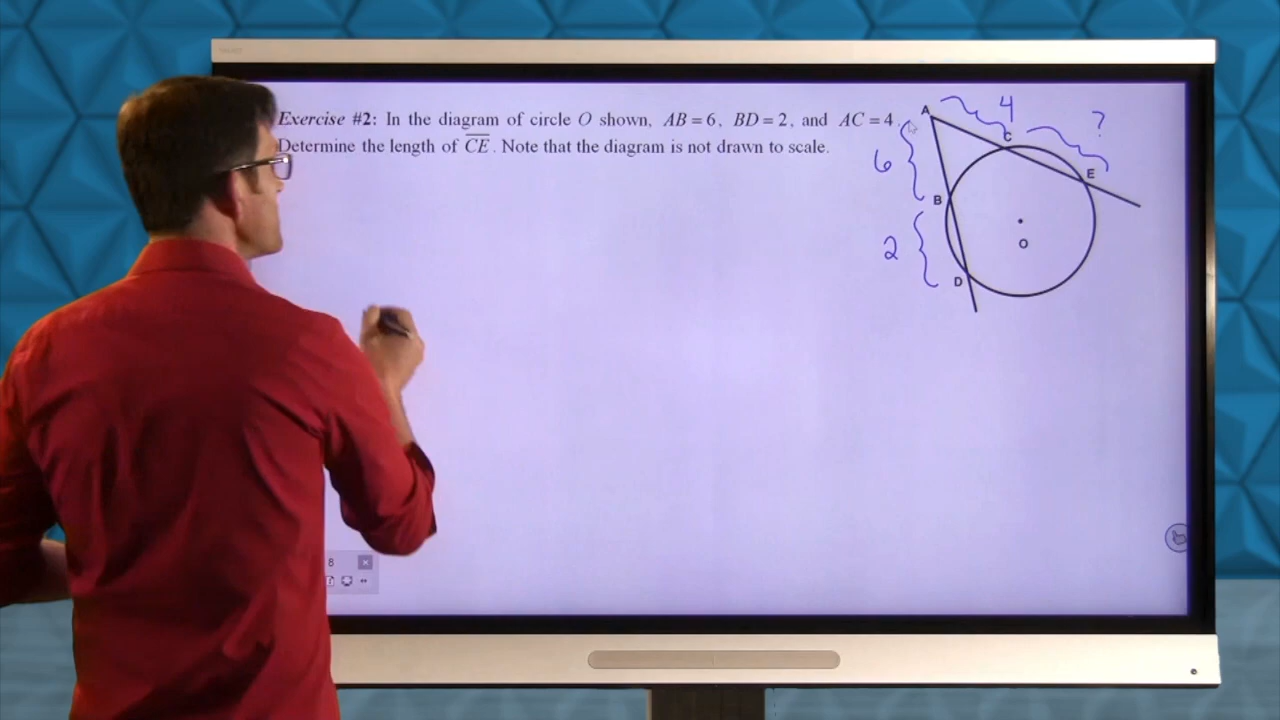 Exercise #2: In the diagram of circle O shown, AB = 6, BD = 2, and AC = 4.
Determine the length of CE. Note that the diagram is not drawn to scale.
A
4
?
C
6
E
B
2
O
D
8